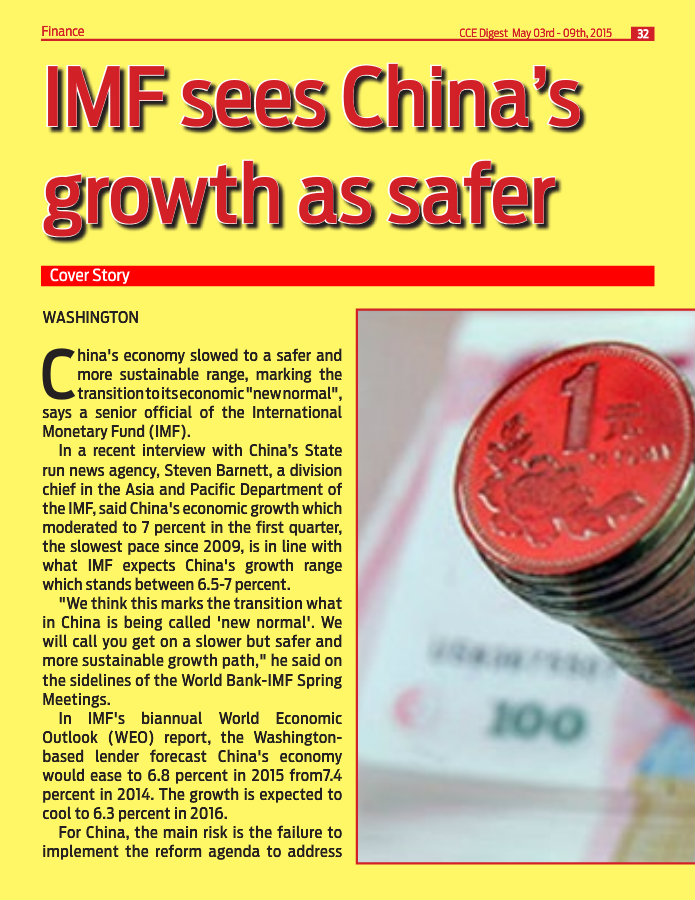 Finance
CCE Digest May 03rd - 09th, 2015 32
IMF sees China’s
growth as safer
Cover Story
WASHINGTON
China's economy slowed to a safer and
more sustainable range, marking the
transition to its economic "new normal",
says a senior official of the International
Monetary Fund (IMF).
In a recent interview with China’s State
run news agency, Steven Barnett, a division
chief in the Asia and Pacific Department of
the IMF, said China's economic growth which
moderated to 7 percent in the first quarter,
the slowest pace since 2009, is in line with
what IMF expects China's growth range
which stands between 6.5-7 percent.
"We think this marks the transition what
in China is being called 'new normal'. We
will call you get on a slower but safer and
more sustainable growth path," he said on
the sidelines of the World Bank-IMF Spring
Meetings.
In IMF's biannual World Economic
Outlook (WEO) report, the Washington-
based lender forecast China's economy
would ease to 6.8 percent in 2015 from7.4
percent in 2014. The growth is expected to
cool to 6.3 percent in 2016.
For China, the main risk is the failure to
implement the reform agenda to address
1
元
100